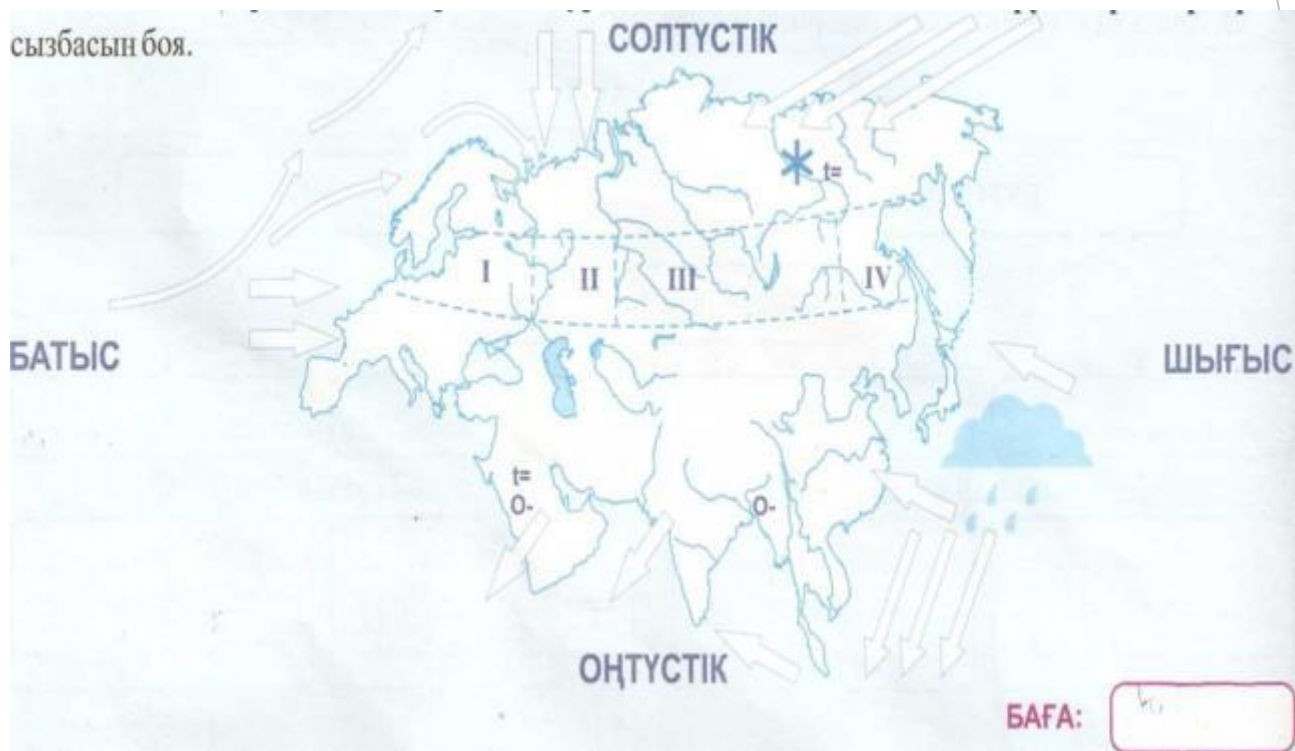 сызбасын боя.
СОЛТҮСТІК
t=
I II III IV
БАТЫС
ШЫҒЫС
t=
O-
O-
ОҢТҮСТІК
БАҒА: